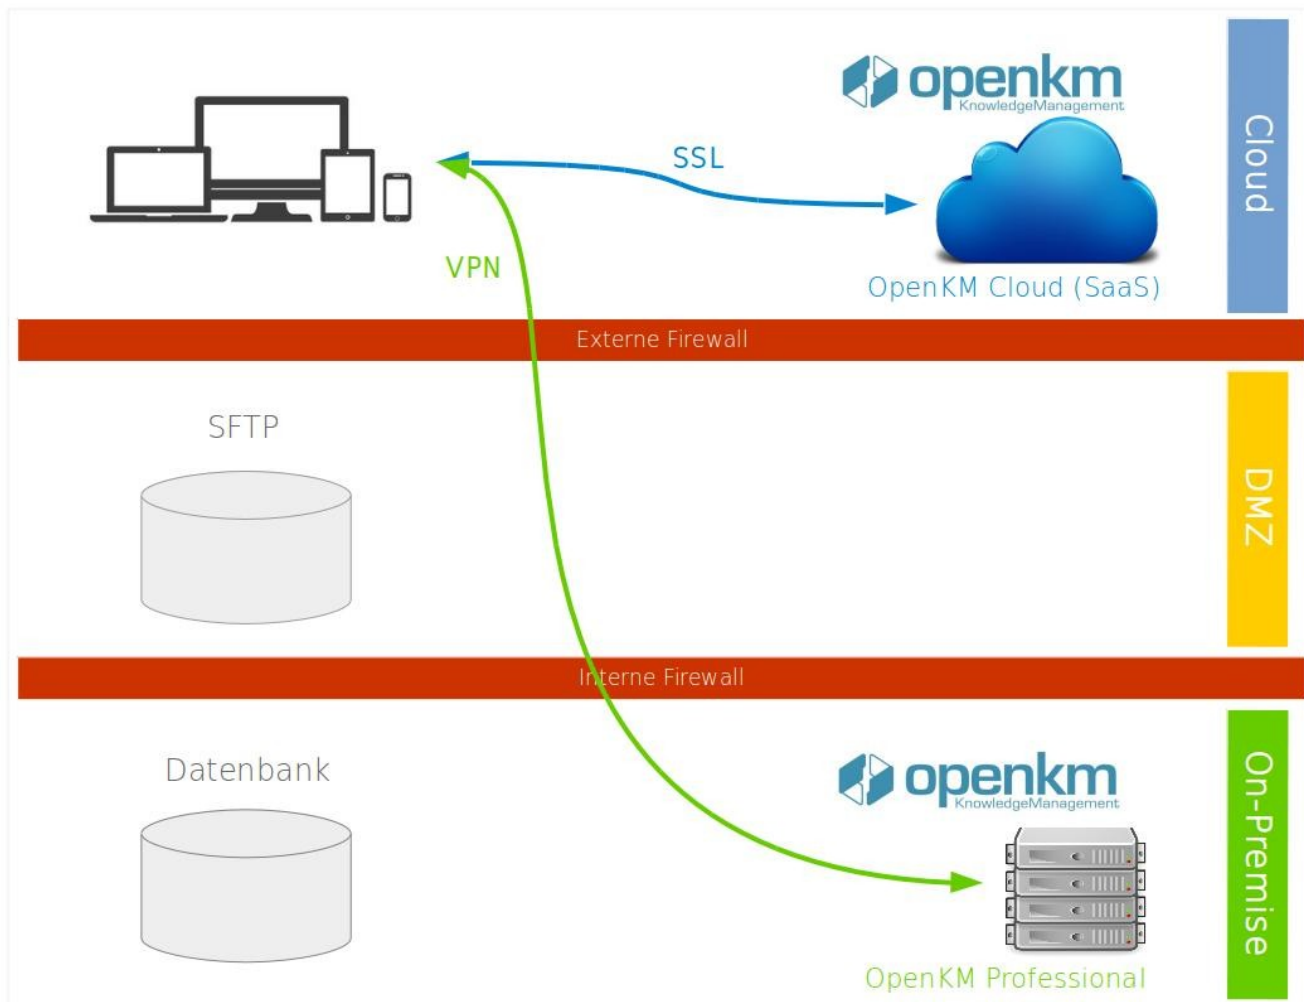 openkm
KnowledgeManagement
SSL
VPN
OpenKM Cloud (SaaS)
Cloud
Externe Firewall
SFTP
DMZ
Interne Firewall
Datenbank
openkm
KnowledgeManagement
OpenKM Professional
On-Premise